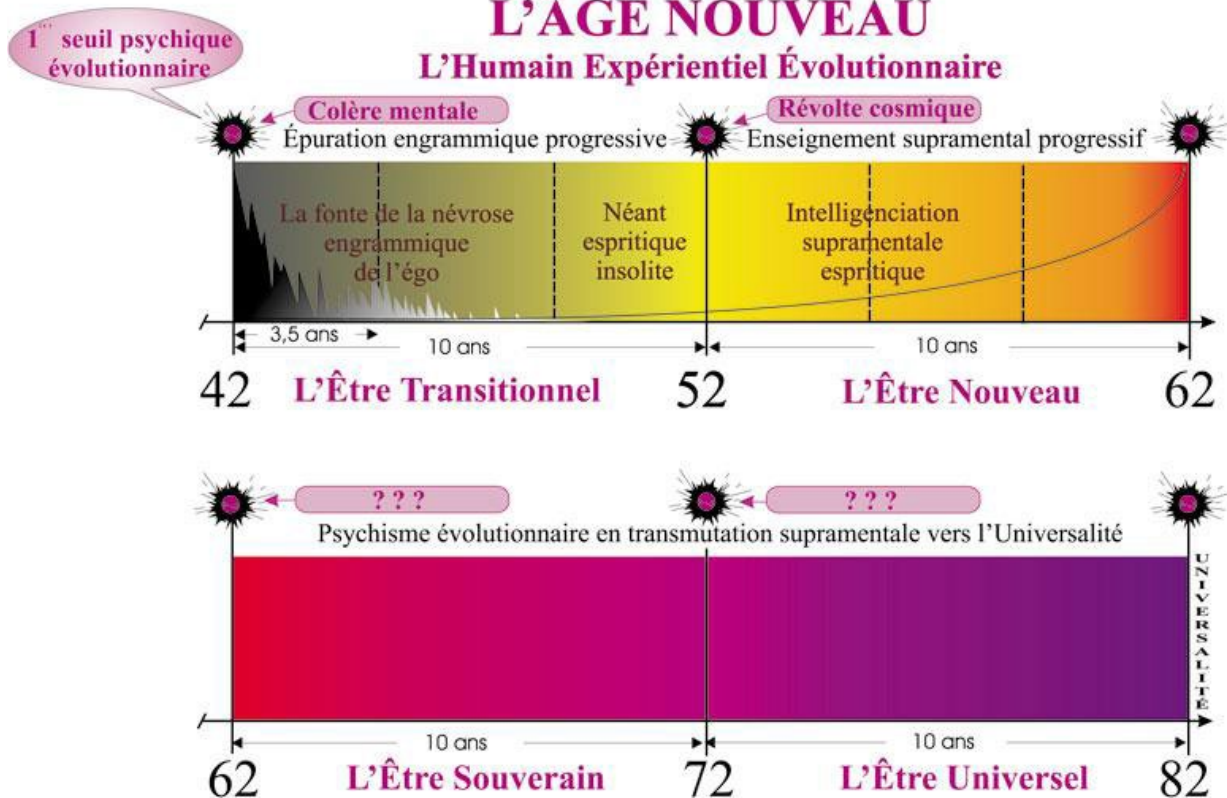 L'ÂGE NOUVEAU
L'Humain Expérientiel Évolutionnaire
1er seuil psychique
évolutionnaire
Colère mentale
Révolte cosmique
Épuration engrammique progressive
Enseignement supramental progressif
La fonte de la névrose
engrammique
de l'égo
Néant
espritique
insolite
Intelligenciation
supramentale
espritique
3,5 ans
10 ans
10 ans
42
L'Être Transitionnel
52
L'Être Nouveau
62
? ? ?
? ? ?
Psychisme évolutionnaire en transmutation supramentale vers l'Universalité
UNIVERSALITÉ
10 ans
10 ans
62
L'Être Souverain
72
L'Être Universel
82